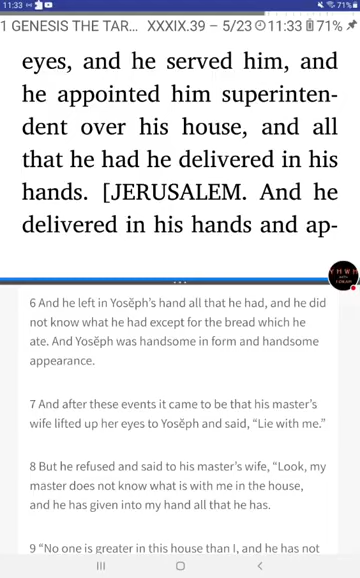 11:33
71%
1 GENESIS THE TAR... XXXIX.39 – 5/23 11:33 71%
eyes, and he served him, and
he appointed him superinten-
dent over his house, and all
that he had he delivered in his
hands. [JERUSALEM. And he
delivered in his hands and ap-
YMWM
6 And he left in Yosĕph's hand all that he had, and he did
not know what he had except for the bread which he
ate. And Yosĕph was handsome in form and handsome
appearance.
7 And after these events it came to be that his master's
wife lifted up her eyes to Yosĕph and said, “Lie with me.”
8 But he refused and said to his master's wife, “Look, my
master does not know what is with me in the house,
and he has given into my hand all that he has.
9 “No one is greater in this house than I, and he has not